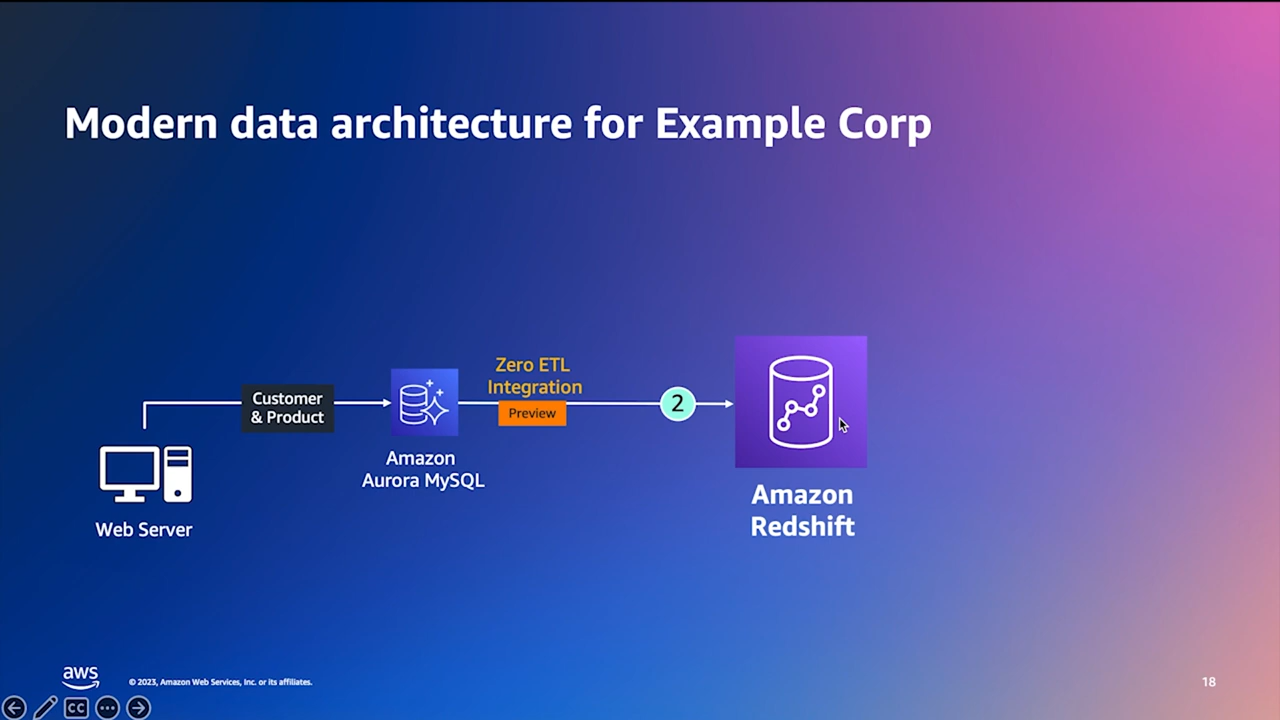 Modern data architecture for Example Corp
Zero ETL
Integration
Preview
Customer
& Product
2
Amazon
Aurora MySQL
Amazon
Redshift
Web Server
aws
© 2023, Amazon Web Services, Inc. or its affiliates.
18
CC